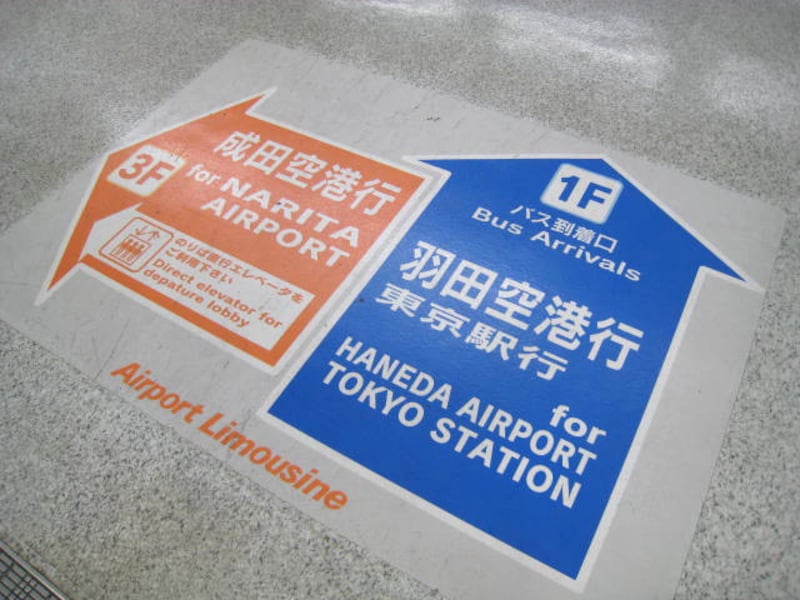 3F
成田空港行
for NARITA
AIRPORT
のりば直行エレベータを
ご利用下さい
Direct elevator for
depature lobby
1F
バス到着口
Bus Arrivals
羽田空港行
東京駅行
for
HANEDA AIRPORT
TOKYO STATION
Airport Limousine